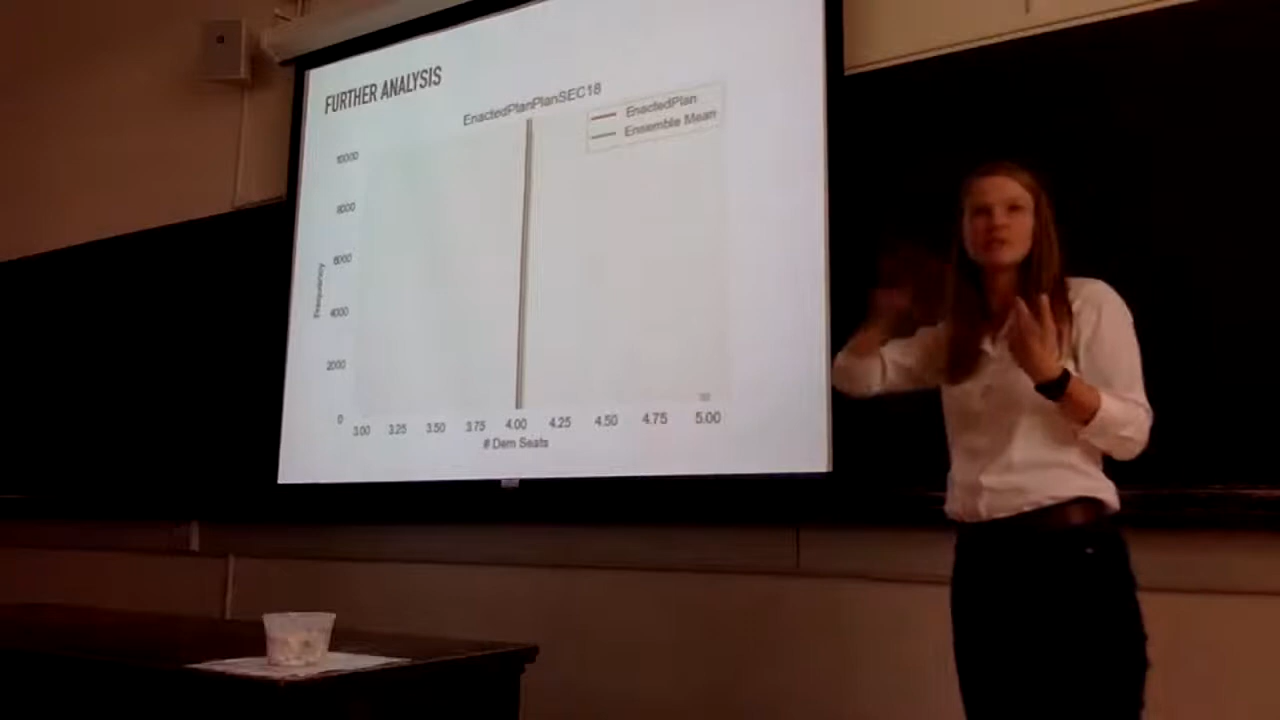 FURTHER ANALYSIS
EnactedPlanPlanSEC18
EnactedPlan
Ensemble Mean
10000
8000
6000
4000
2000
0
Frequency
3.00 3.25 3.50 3.75 4.00 4.25 4.50 4.75 5.00
# Dem Seats